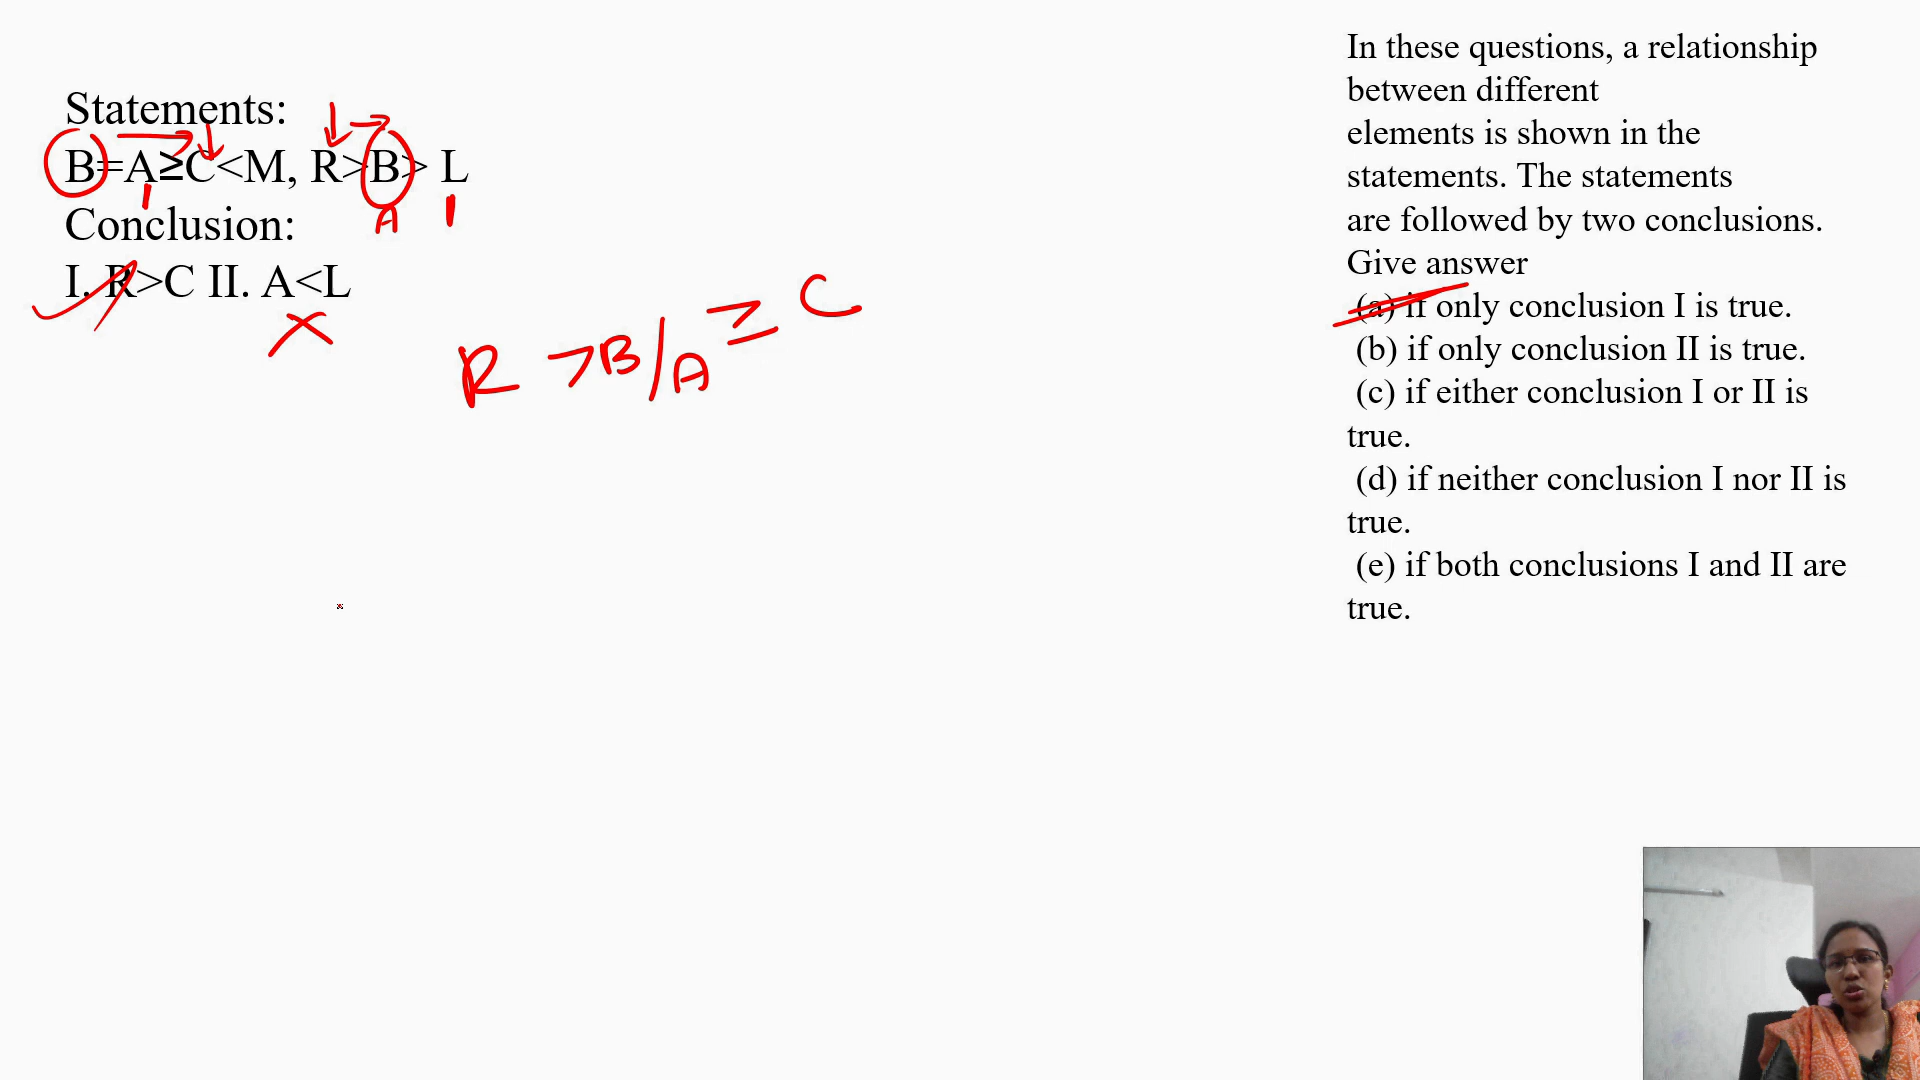 Statements:
B=A≥C<M, R>B> L
A
Conclusion:
I. R>C II. A<L
R >B/A ≥ C
In these questions, a relationship
between different
elements is shown in the
statements. The statements
are followed by two conclusions.
Give answer
(a) if only conclusion I is true.
(b) if only conclusion II is true.
(c) if either conclusion I or II is
true.
(d) if neither conclusion I nor II is
true.
(e) if both conclusions I and II are
true.